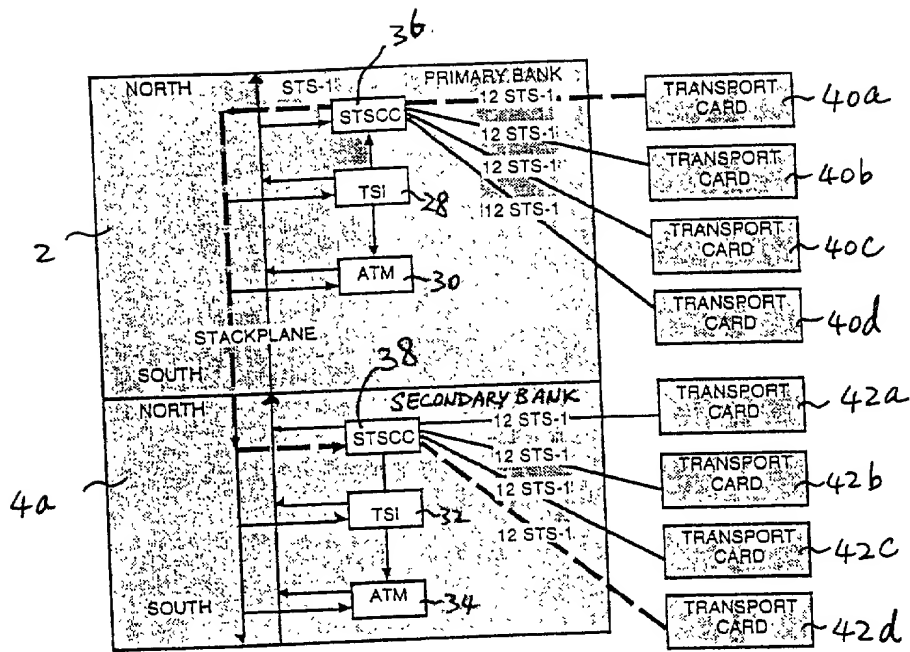 36
NORTH
STS-1
PRIMARY BANK
12 STS-1
TRANSPORT
CARD
40a
STSCC
12 STS-1
TRANSPORT
CARD
40b
12 STS-1
TSI
28
12 STS-1
2
TRANSPORT
CARD
40c
ATM
30
TRANSPORT
CARD
40d
STACKPLANE
SOUTH
38
NORTH
SECONDARY BANK
12 STS-1
TRANSPORT
CARD
42a
STSCC
12 STS-1
TRANSPORT
CARD
42b
12 STS-1
4a
TSI
32
12 STS-1
TRANSPORT
CARD
42c
ATM
34
SOUTH
TRANSPORT
CARD
42d